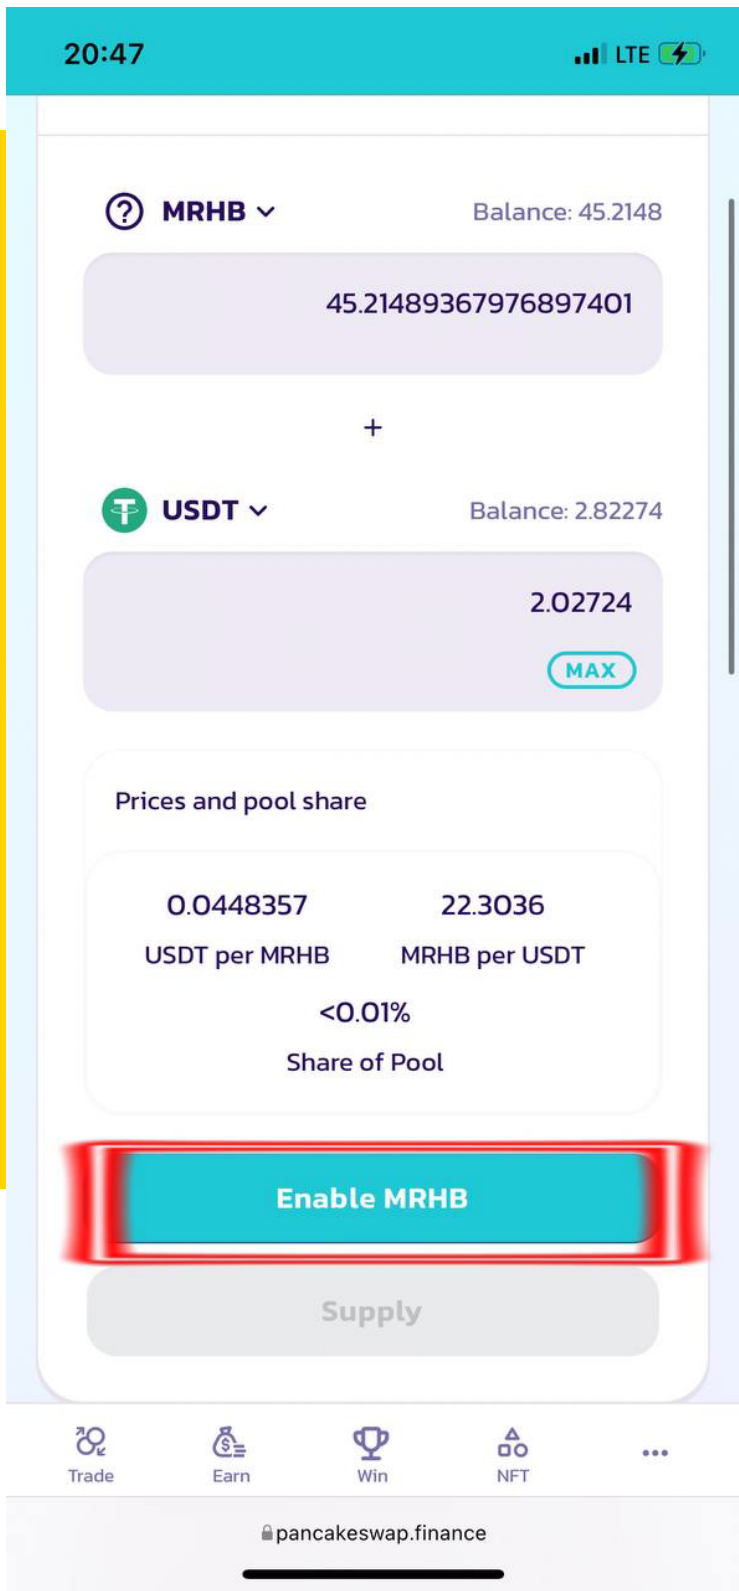 20:47 LTE
MRHB Balance: 45.2148
45.21489367976897401
+
USDT Balance: 2.82274
2.02724
MAX
Prices and pool share
0.0448357 22.3036
USDT per MRHB MRHB per USDT
<0.01%
Share of Pool
Enable MRHB
Supply
Trade Earn Win NFT
pancakeswap.finance